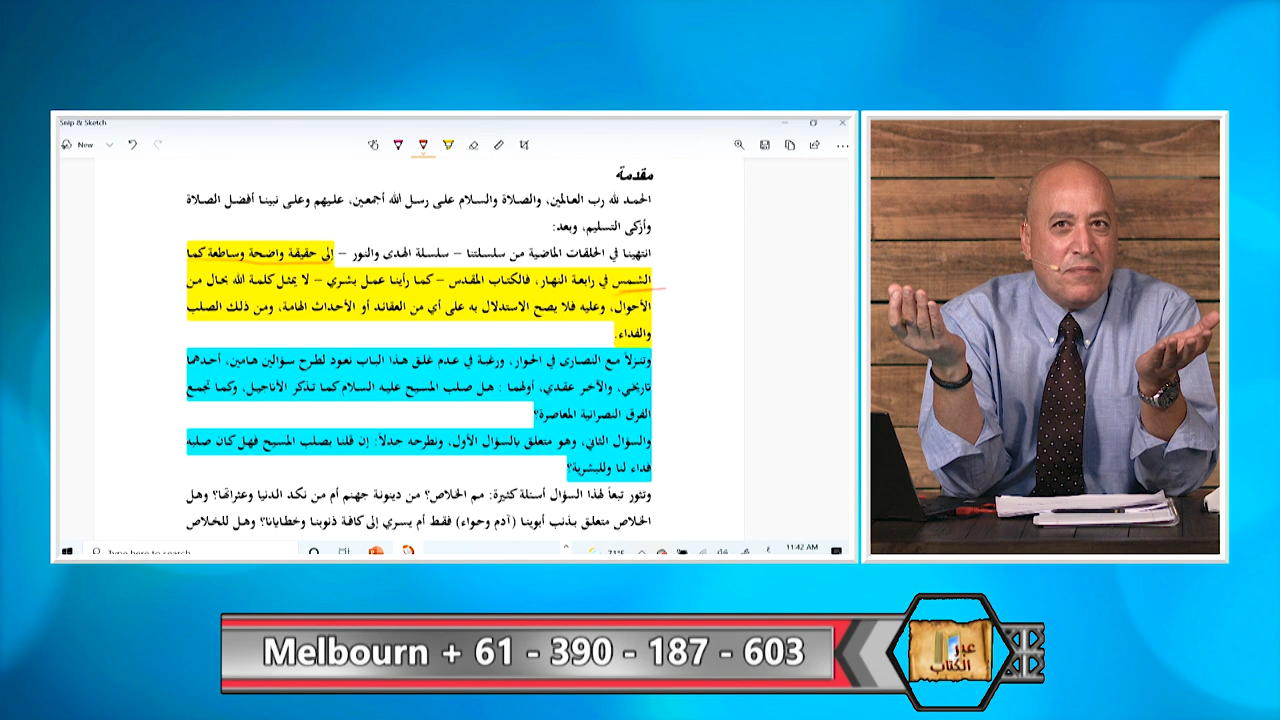 Snip & Sketch
New
مقدمة
الحمد لله رب العالمين، والصلاة والسلام على رسل الله أجمعين، عليهم وعلى نبينا أفضل الصلاة
وأزكى التسليم، وبعد:
انتهينا في الحلقات الماضية من سلسلتنا – سلسلة الهدى والنور – إلى حقيقة واضحة وساطعة كما
الشمس في رابعة النهار، فالكتاب المقدس – كما رأينا عمل بشري – لا يمثل كلمة الله بحال من
الأحوال، وعليه فلا يصح الاستدلال به على أي من العقائد أو الأحداث الهامة، ومن ذلك الصلب
والفداء.
وتنزلاً مع النصارى في الحوار، ورغبة في عدم غلق هذا الباب نعود لطرح سؤالين هامين، أحدهما
تاريخي، والآخر عقدي، أولهما : هل صلب المسيح عليه السلام كما تذكر الأناجيل، وكما تجمع
الفرق النصرانية المعاصرة؟
والسؤال الثاني، وهو متعلق بالسؤال الأول، ونطرحه جدلاً: إن قلنا بصلب المسيح فهل كان صلبه
فداء لنا وللبشرية؟
وتثور تبعاً لهذا السؤال أسئلة كثيرة: مم الخلاص؟ من دينونة جهنم أم من نكد الدنيا وعثراتها؟ وهل
الخلاص متعلق بذنب أبوينا (آدم وحواء) فقط أم يسري إلى كافة ذنوبنا وخطايانا؟ وهل للخلاص
Type here to search
71°F
11:42 AM
Melbourn + 61 - 390 - 187 - 603
عبر
الكتاب